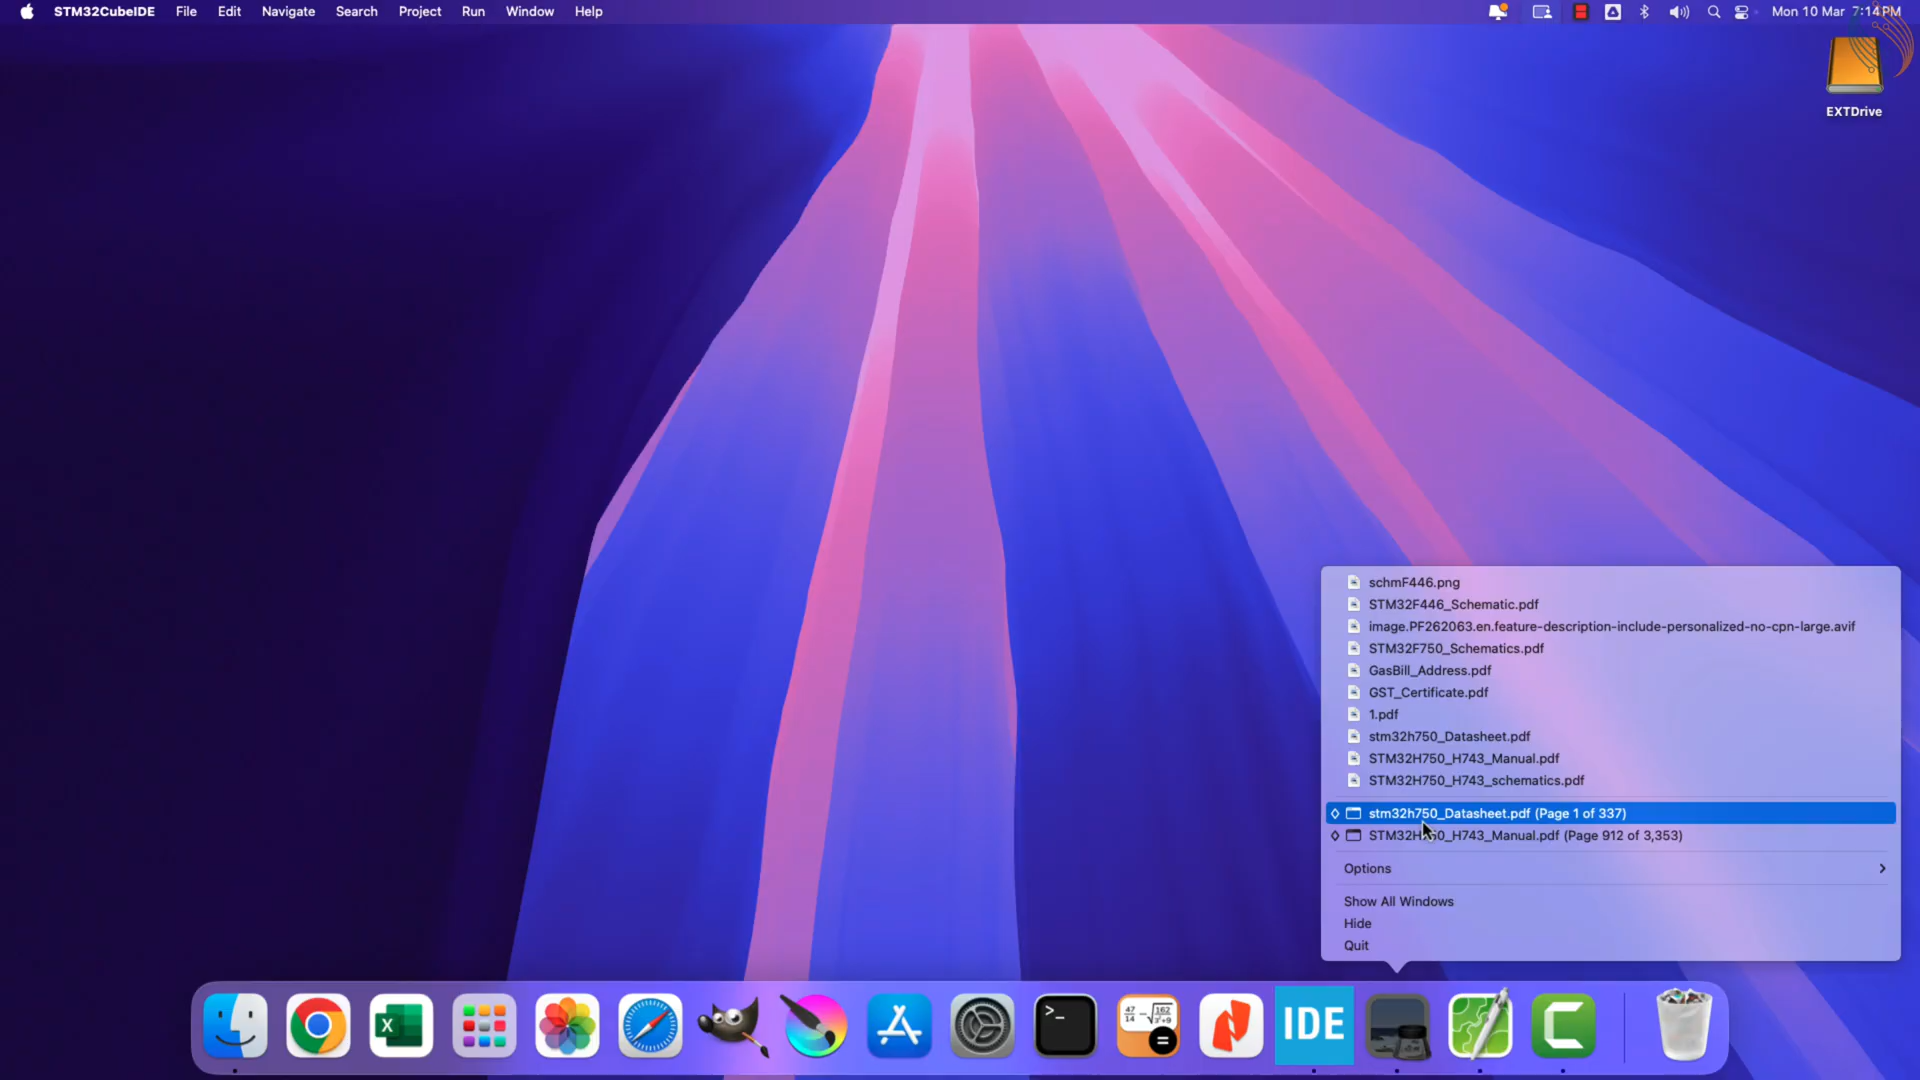 STM32CubeIDE File Edit Navigate Search Project Run Window Help Mon 10 Mar 7:14 PM
EXTDrive
schmF446.png
STM32F446_Schematic.pdf
image.PF262063.en.feature-description-include-personalized-no-cpn-large.avif
STM32F750_Schematics.pdf
GasBill_Address.pdf
GST_Certificate.pdf
1.pdf
stm32h750_Datasheet.pdf
STM32H750_H743_Manual.pdf
STM32H750_H743_schematics.pdf
stm32h750_Datasheet.pdf (Page 1 of 337)
STM32H750_H743_Manual.pdf (Page 912 of 3,353)
Options
Show All Windows
Hide
Quit
IDE